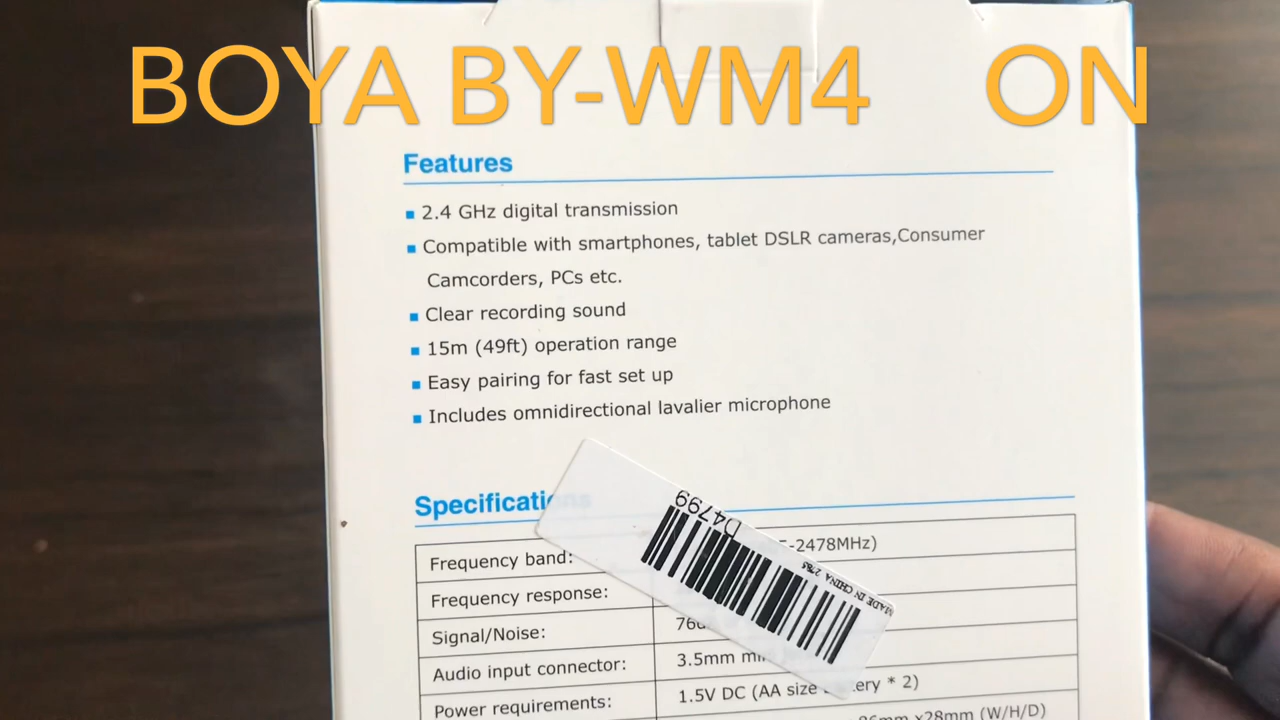 BOYA BY-WM4 ON
Features
2.4 GHz digital transmission
Compatible with smartphones, tablet DSLR cameras,Consumer
Camcorders, PCs etc.
Clear recording sound
15m (49ft) operation range
Easy pairing for fast set up
Includes omnidirectional lavalier microphone
Specifications
D4799
MADE IN CHINA
Frequency band: -2478MHz)
Frequency response:
Signal/Noise: 76
Audio input connector: 3.5mm
Power requirements: 1.5V DC (AA size battery * 2)
x28mm (W/H/D)